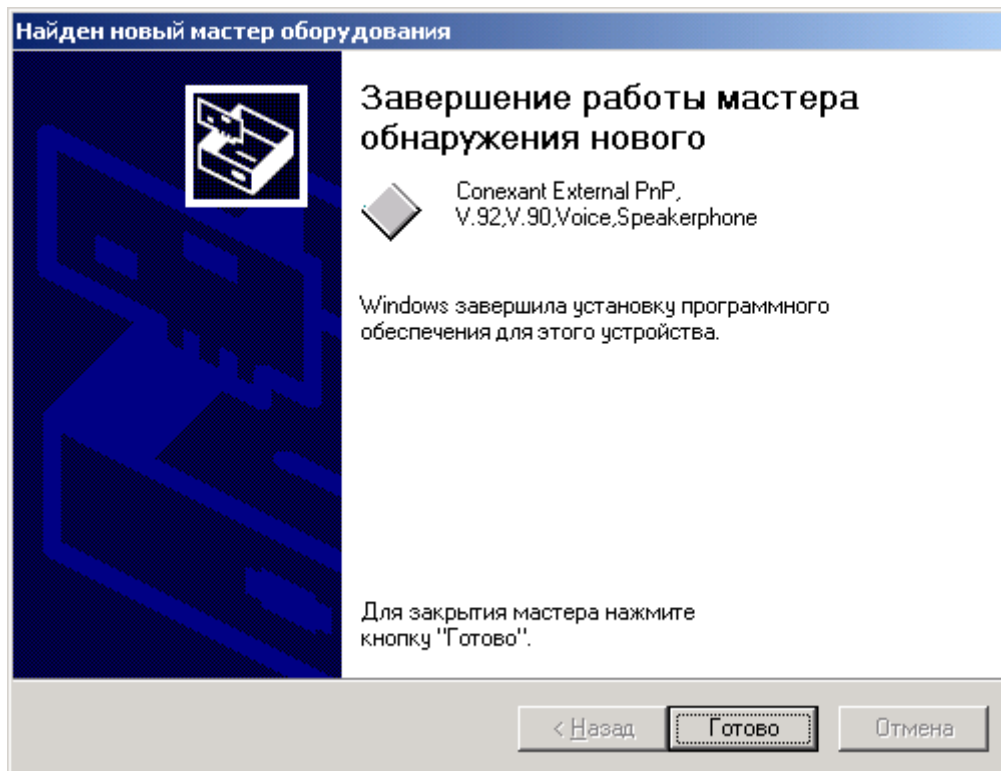 Найден новый мастер оборудования
Завершение работы мастера
обнаружения нового
Conexant External PnP,
V.92,V.90,Voice,Speakerphone
Windows завершила установку программного
обеспечения для этого устройства.
Для закрытия мастера нажмите
кнопку "Готово".
< Назад
Готово
Отмена